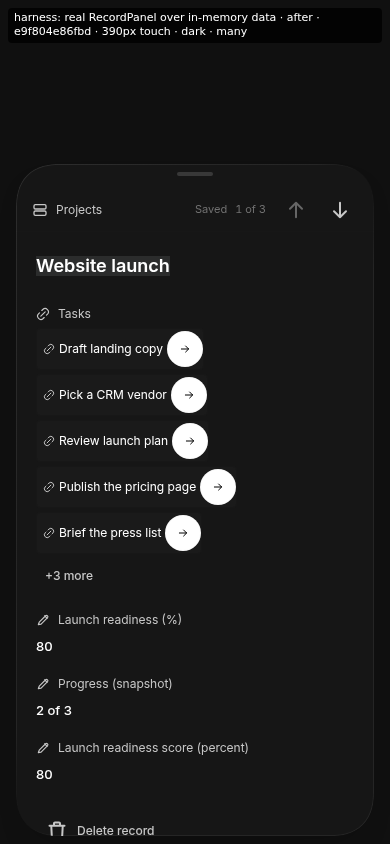 harness: real RecordPanel over in-memory data · after ·
e9f804e86fbd · 390px touch · dark · many
Projects
Saved 1 of 3
Website launch
Tasks
Draft landing copy
Pick a CRM vendor
Review launch plan
Publish the pricing page
Brief the press list
+3 more
Launch readiness (%)
80
Progress (snapshot)
2 of 3
Launch readiness score (percent)
80
Delete record